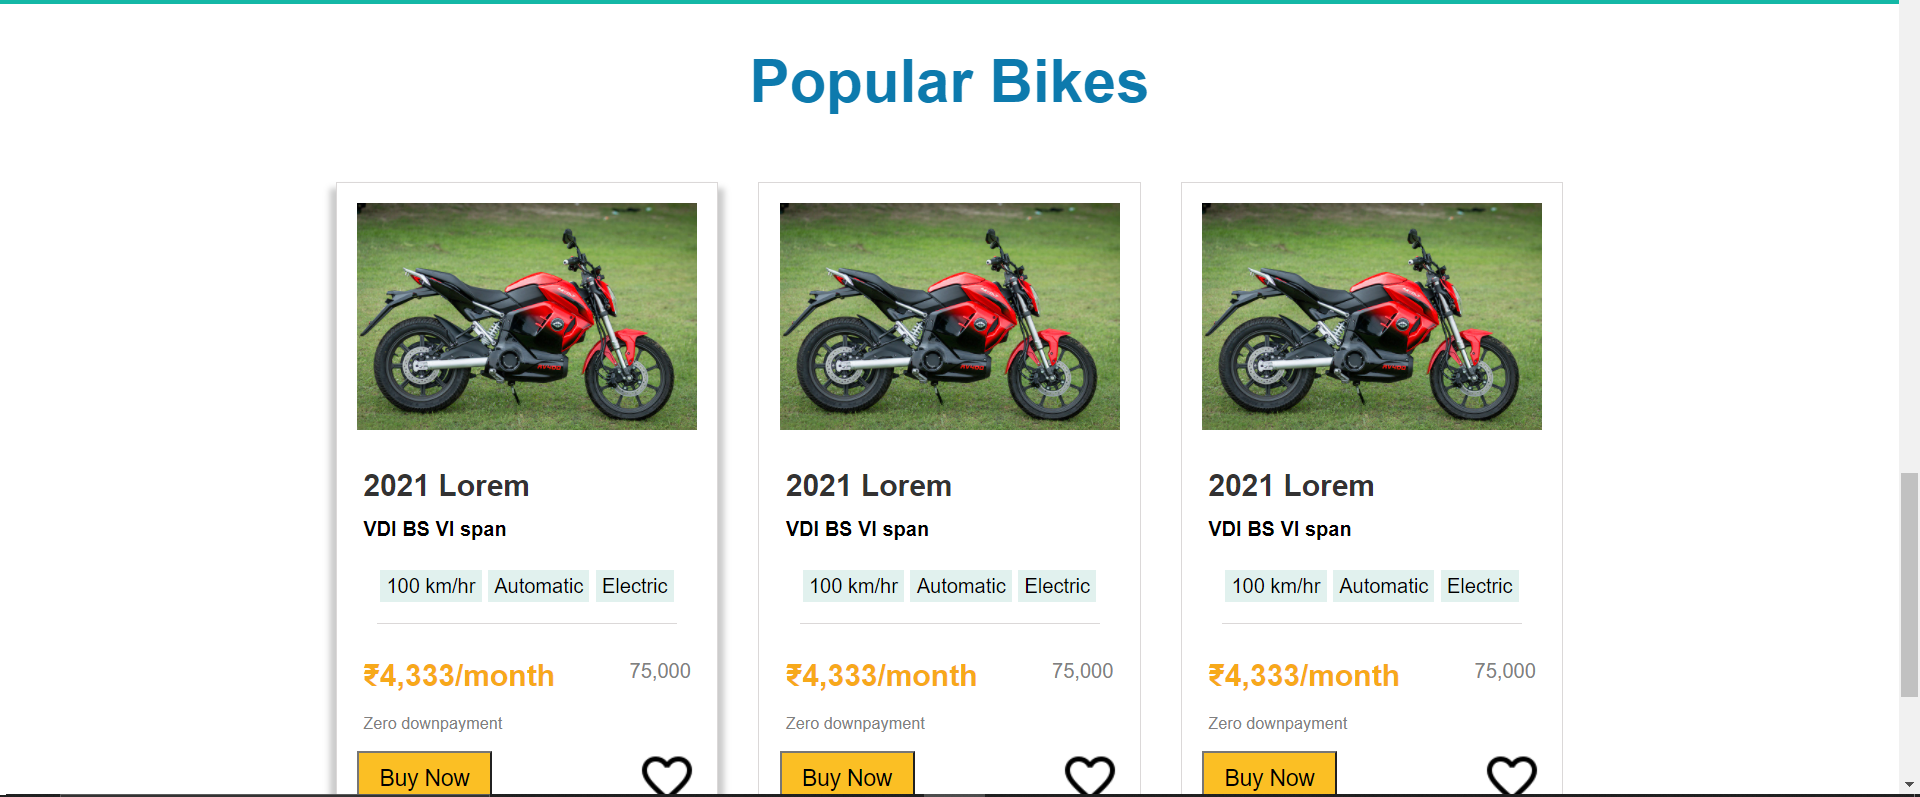 Popular Bikes
2021 Lorem
VDI BS VI span
100 km/hr Automatic Electric
₹4,333/month 75,000
Zero downpayment
Buy Now
2021 Lorem
VDI BS VI span
100 km/hr Automatic Electric
₹4,333/month 75,000
Zero downpayment
Buy Now
2021 Lorem
VDI BS VI span
100 km/hr Automatic Electric
₹4,333/month 75,000
Zero downpayment
Buy Now